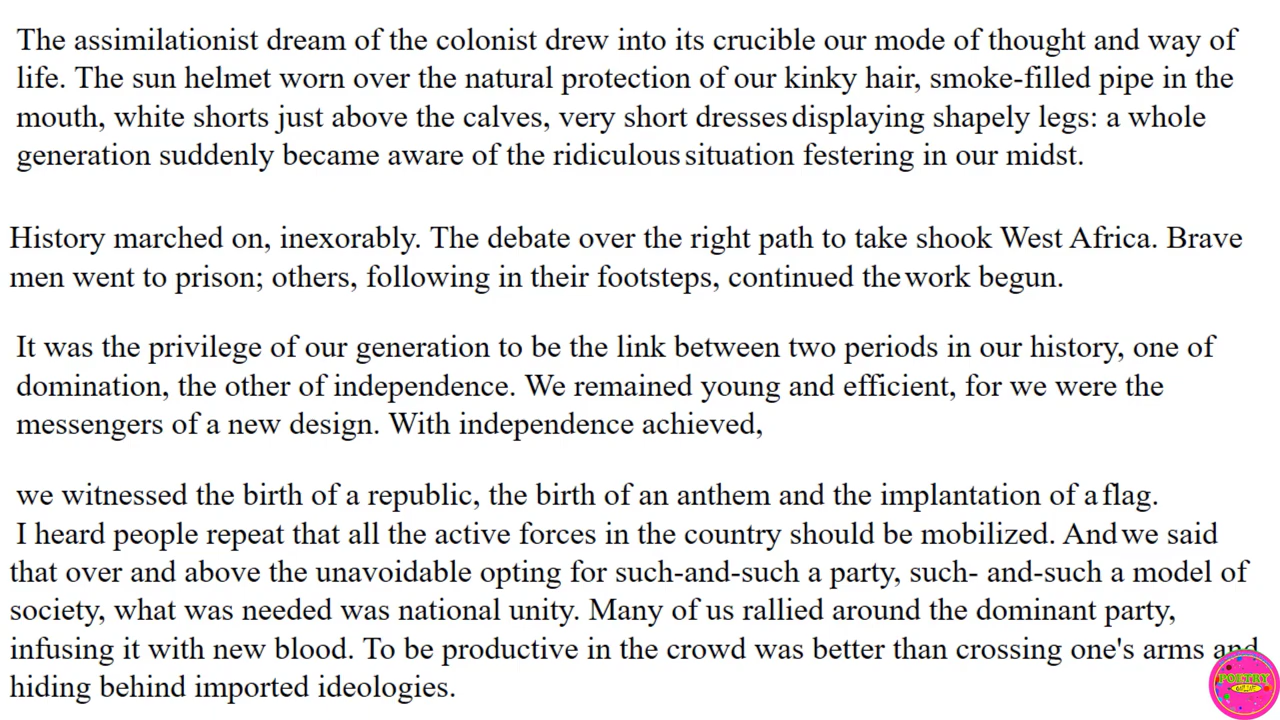 The assimilationist dream of the colonist drew into its crucible our mode of thought and way of
life. The sun helmet worn over the natural protection of our kinky hair, smoke-filled pipe in the
mouth, white shorts just above the calves, very short dresses displaying shapely legs: a whole
generation suddenly became aware of the ridiculous situation festering in our midst.
History marched on, inexorably. The debate over the right path to take shook West Africa. Brave
men went to prison; others, following in their footsteps, continued the work begun.
It was the privilege of our generation to be the link between two periods in our history, one of
domination, the other of independence. We remained young and efficient, for we were the
messengers of a new design. With independence achieved,
we witnessed the birth of a republic, the birth of an anthem and the implantation of a flag.
I heard people repeat that all the active forces in the country should be mobilized. And we said
that over and above the unavoidable opting for such-and-such a party, such- and-such a model of
society, what was needed was national unity. Many of us rallied around the dominant party,
infusing it with new blood. To be productive in the crowd was better than crossing one's arms and
hiding behind imported ideologies.
POETRY